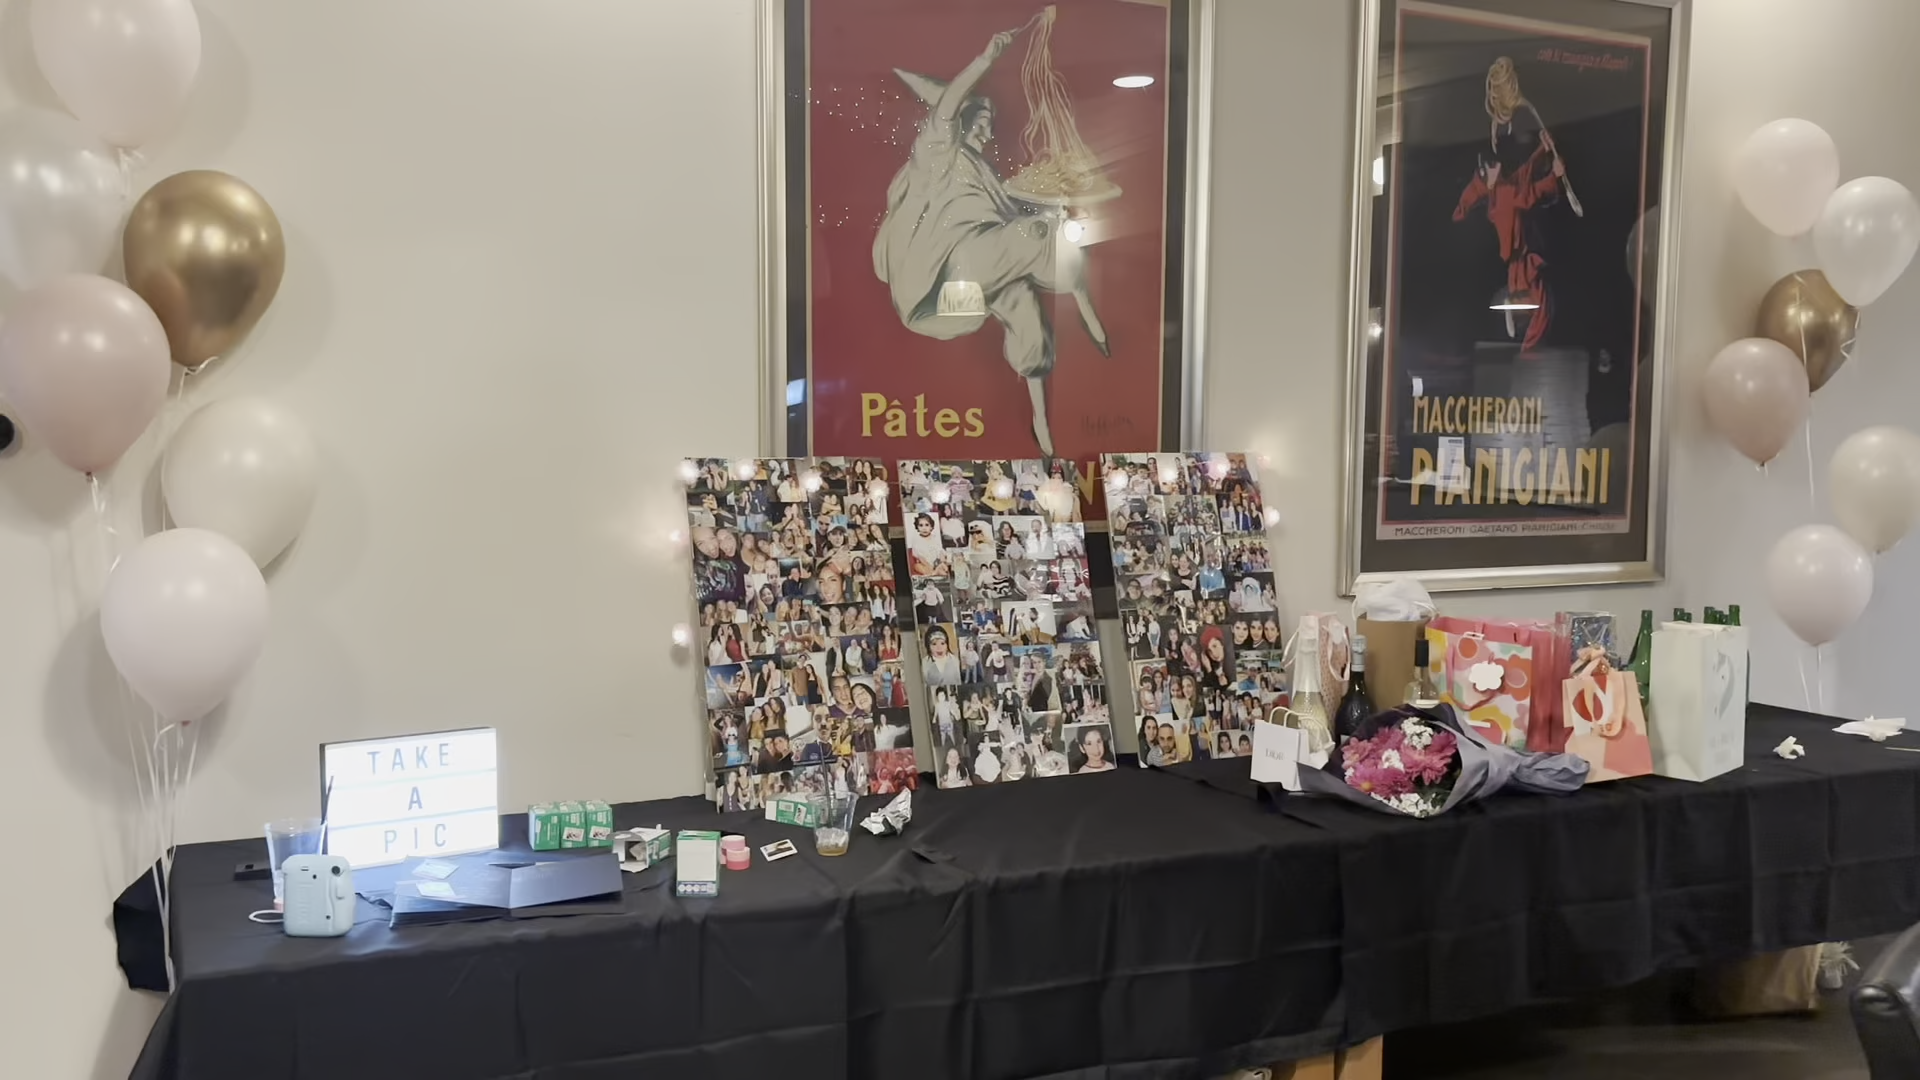 Pâtes
MACCHERONI
PIANIGIANI
MACCHERONI GAETANO PIANIGIANI
TAKE
A
PIC